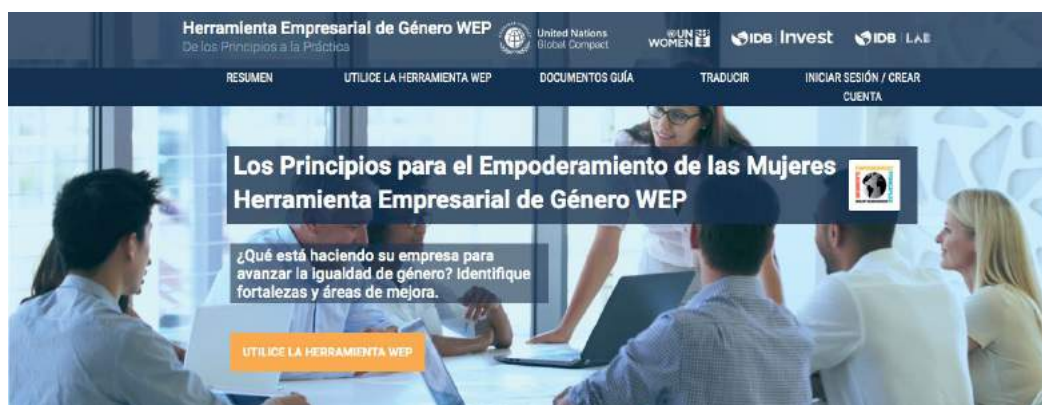 Herramienta Empresarial de Género WEP
De los Principios a la Práctica
United Nations
Global Compact
UN
WOMEN
IDB Invest
IDB LAB
RESUMEN
UTILICE LA HERRAMIENTA WEP
DOCUMENTOS GUÍA
TRADUCIR
INICIAR SESIÓN / CREAR
CUENTA
Los Principios para el Empoderamiento de las Mujeres
Herramienta Empresarial de Género WEP
¿Qué está haciendo su empresa para
avanzar la igualdad de género? Identifique
fortalezas y áreas de mejora.
UTILICE LA HERRAMIENTA WEP